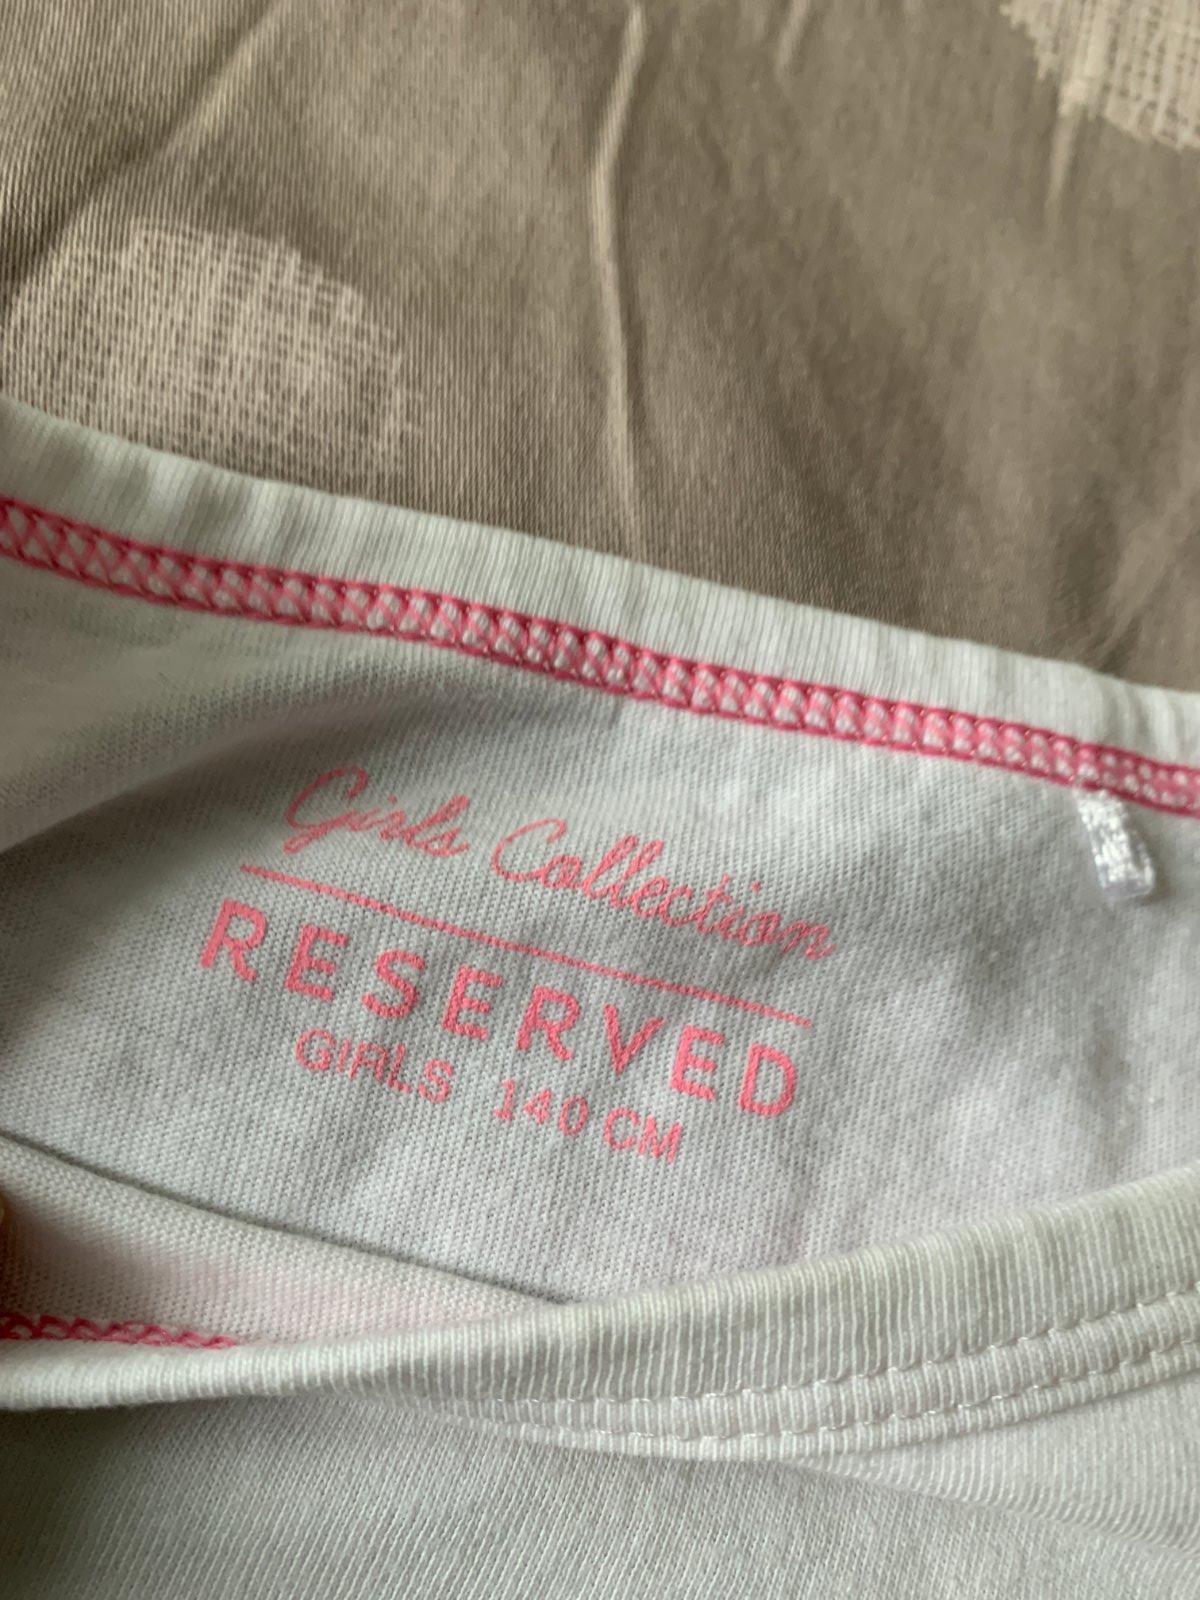 Girls Collection
RESERVED
GIRLS 140 CM